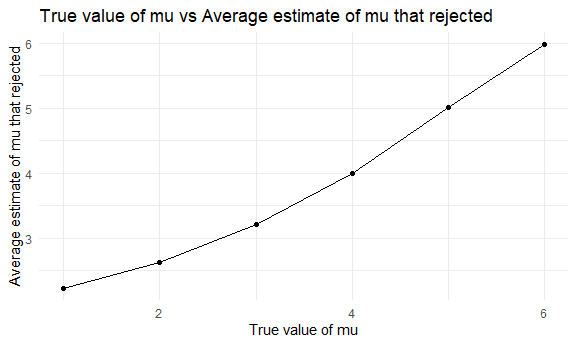 True value of mu vs Average estimate of mu that rejected
Average estimate of mu that rejected
6
5
4
3
2
4
6
True value of mu